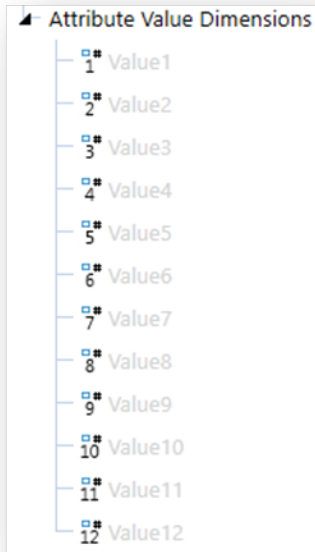 Attribute Value Dimensions
1# Value1
2# Value2
3# Value3
4# Value4
5# Value5
6# Value6
7# Value7
8# Value8
9# Value9
10# Value10
11# Value11
12# Value12